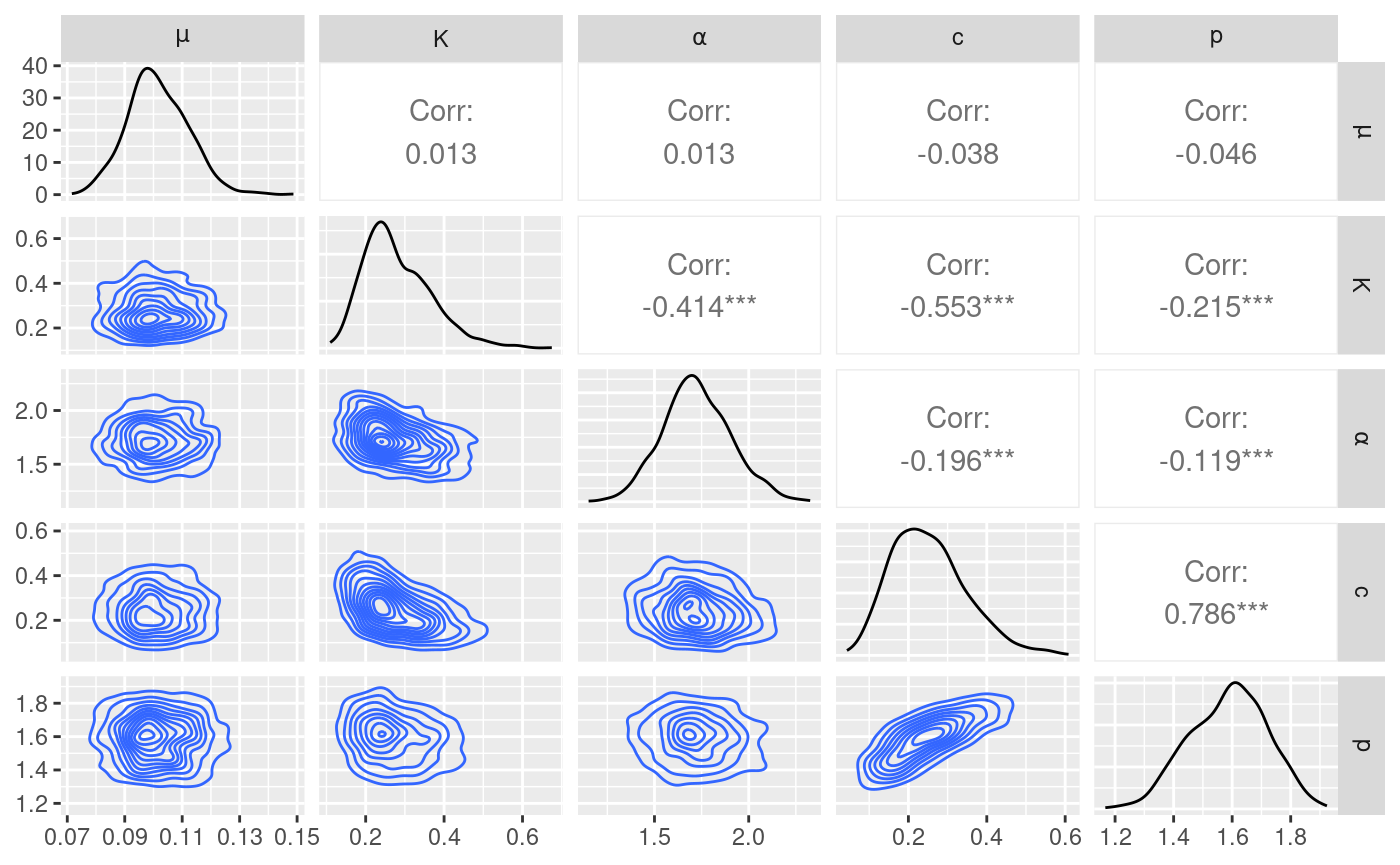 μ K α c p
40
30
20
10
0
Corr:
0.013
Corr:
0.013
Corr:
-0.038
Corr:
-0.046
μ
0.6
0.4
0.2
Corr:
-0.414***
Corr:
-0.553***
Corr:
-0.215***
K
2.0
1.5
Corr:
-0.196***
Corr:
-0.119***
α
0.6
0.4
0.2
Corr:
0.786***
c
1.8
1.6
1.4
1.2
p
0.07 0.09 0.11 0.13 0.15 0.2 0.4 0.6 1.5 2.0 0.2 0.4 0.6 1.2 1.4 1.6 1.8